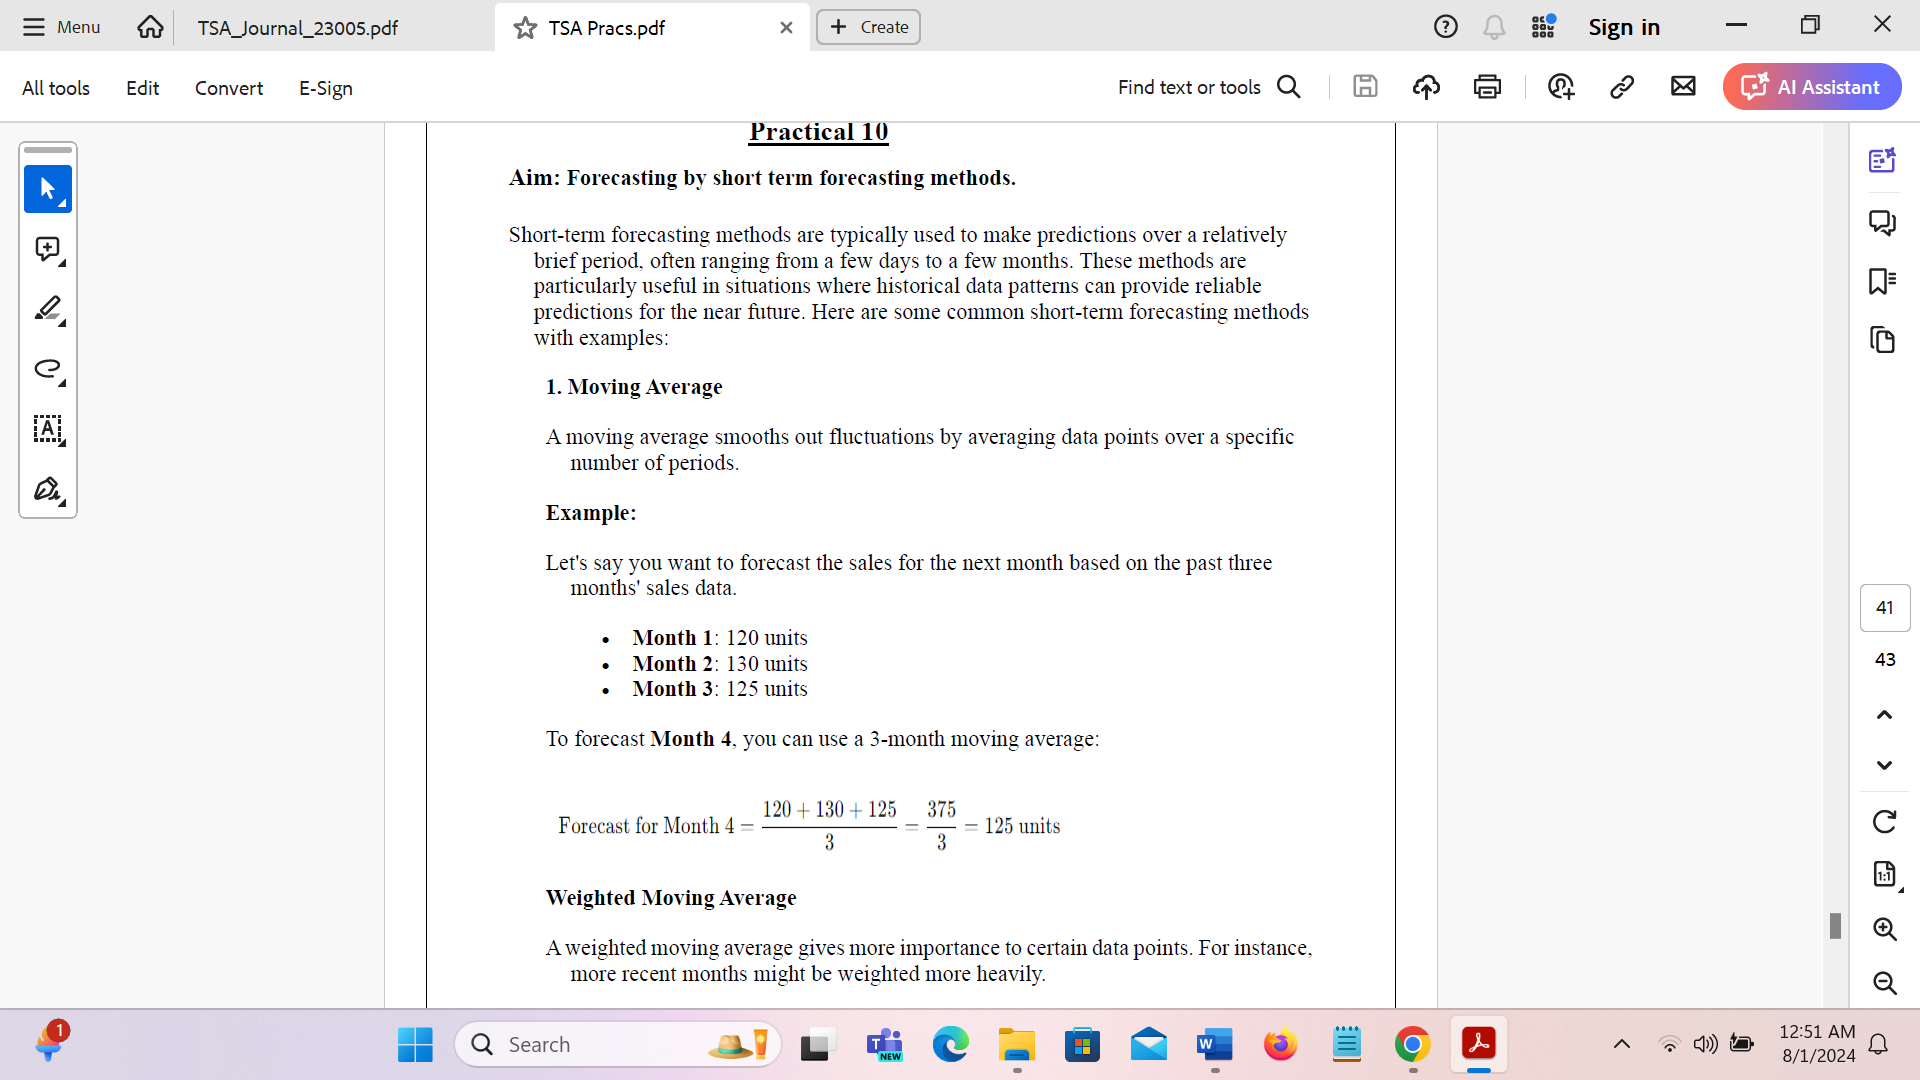 Menu
TSA_Journal_23005.pdf
TSA Pracs.pdf
Create
Sign in
All tools
Edit
Convert
E-Sign
Find text or tools
AI Assistant
Practical 10
Aim: Forecasting by short term forecasting methods.
Short-term forecasting methods are typically used to make predictions over a relatively
brief period, often ranging from a few days to a few months. These methods are
particularly useful in situations where historical data patterns can provide reliable
predictions for the near future. Here are some common short-term forecasting methods
with examples:
1. Moving Average
A moving average smooths out fluctuations by averaging data points over a specific
number of periods.
Example:
Let's say you want to forecast the sales for the next month based on the past three
months' sales data.
• Month 1: 120 units
• Month 2: 130 units
• Month 3: 125 units
To forecast Month 4, you can use a 3-month moving average:
Forecast for Month 4 = (120 + 130 + 125)/3 = 375/3 = 125 units
Weighted Moving Average
A weighted moving average gives more importance to certain data points. For instance,
more recent months might be weighted more heavily.
41
43
1:1
1
Search
NEW
12:51 AM
8/1/2024